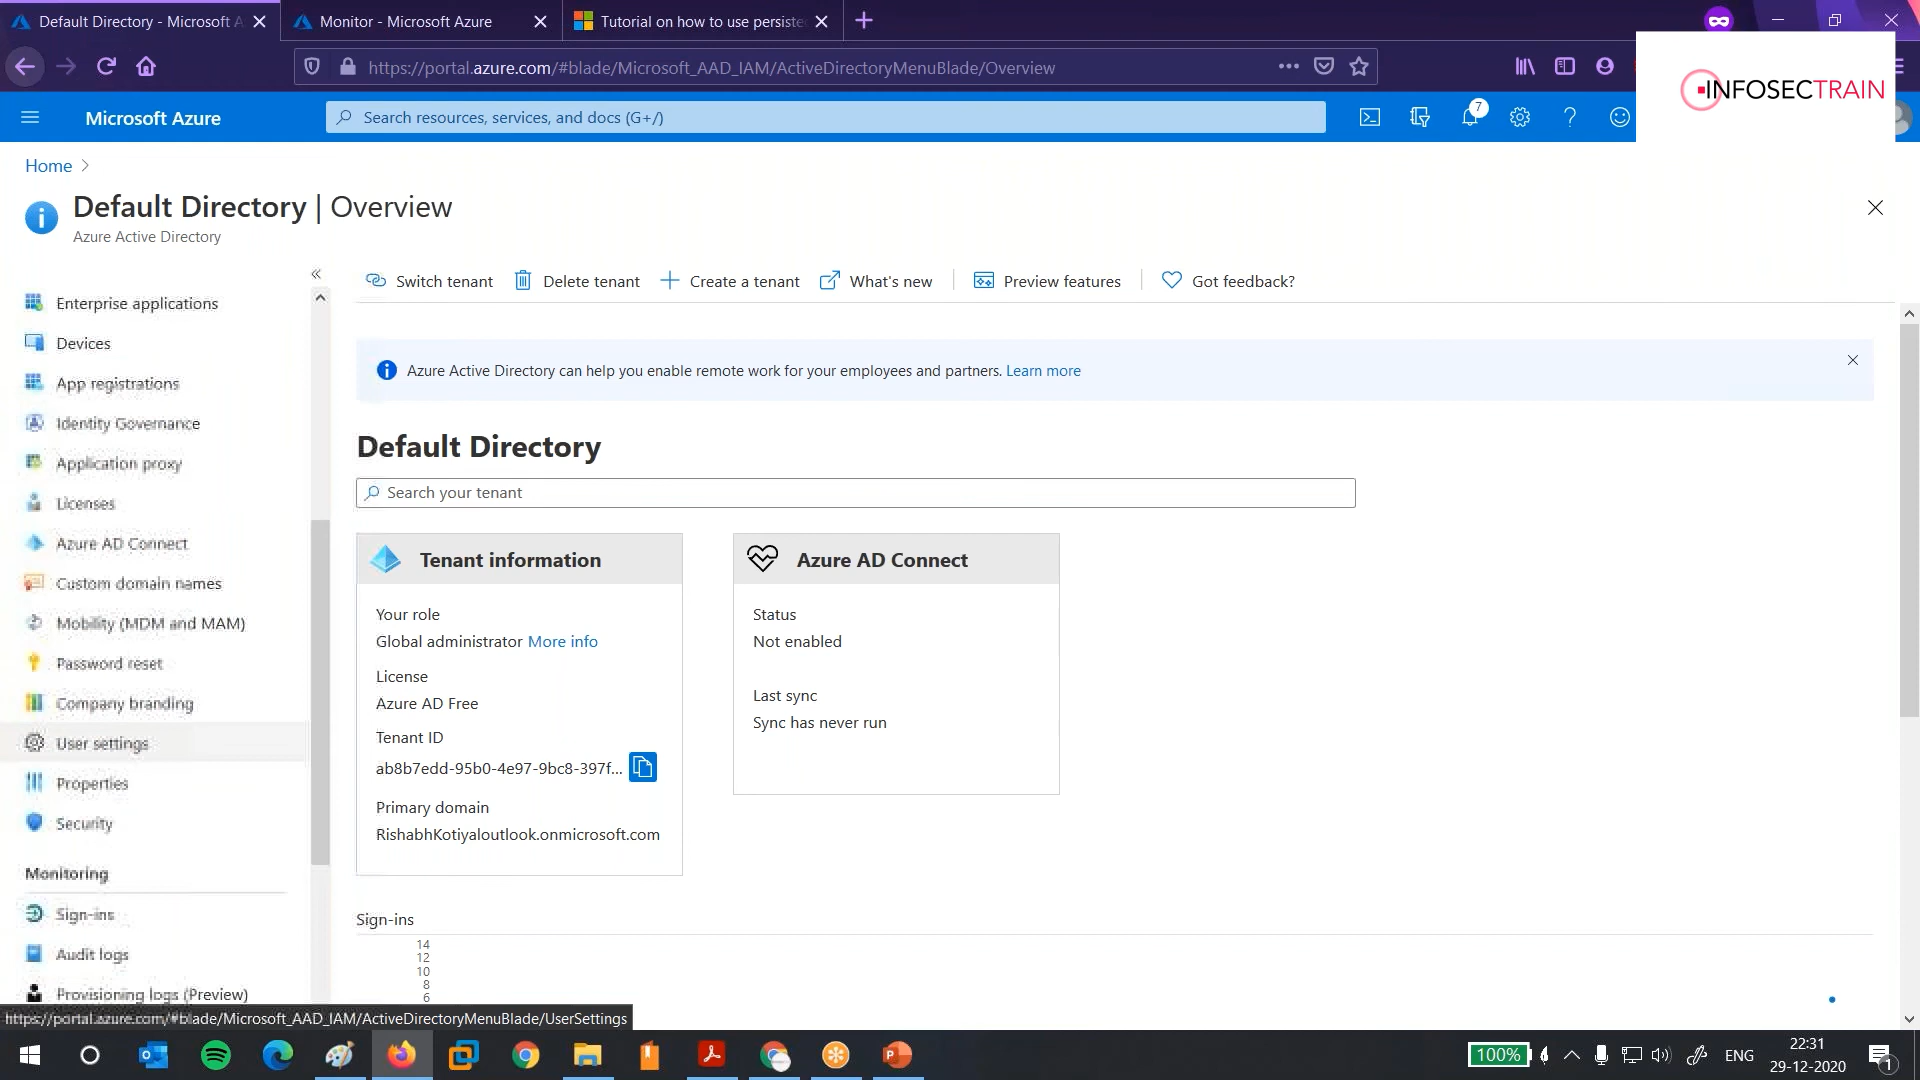 Default Directory - Microsoft A
Monitor - Microsoft Azure
Tutorial on how to use persiste
https://portal.azure.com/#blade/Microsoft_AAD_IAM/ActiveDirectoryMenuBlade/Overview
INFOSECTRAIN
Microsoft Azure
Search resources, services, and docs (G+/)
7
Home
Default Directory | Overview
Azure Active Directory
Switch tenant
Delete tenant
Create a tenant
What's new
Preview features
Got feedback?
Enterprise applications
Devices
App registrations
Identity Governance
Application proxy
Licenses
Azure AD Connect
Custom domain names
Mobility (MDM and MAM)
Password reset
Company branding
User settings
Properties
Security
Monitoring
Sign-ins
Audit logs
Provisioning logs (Preview)
Azure Active Directory can help you enable remote work for your employees and partners. Learn more
Default Directory
Search your tenant
Tenant information
Your role
Global administrator More info
License
Azure AD Free
Tenant ID
ab8b7edd-95b0-4e97-9bc8-397f...
Primary domain
RishabhKotiyaloutlook.onmicrosoft.com
Azure AD Connect
Status
Not enabled
Last sync
Sync has never run
Sign-ins
14
12
10
8
6
https://portal.azure.com/#blade/Microsoft_AAD_IAM/ActiveDirectoryMenuBlade/UserSettings
100%
ENG
22:31
29-12-2020
1